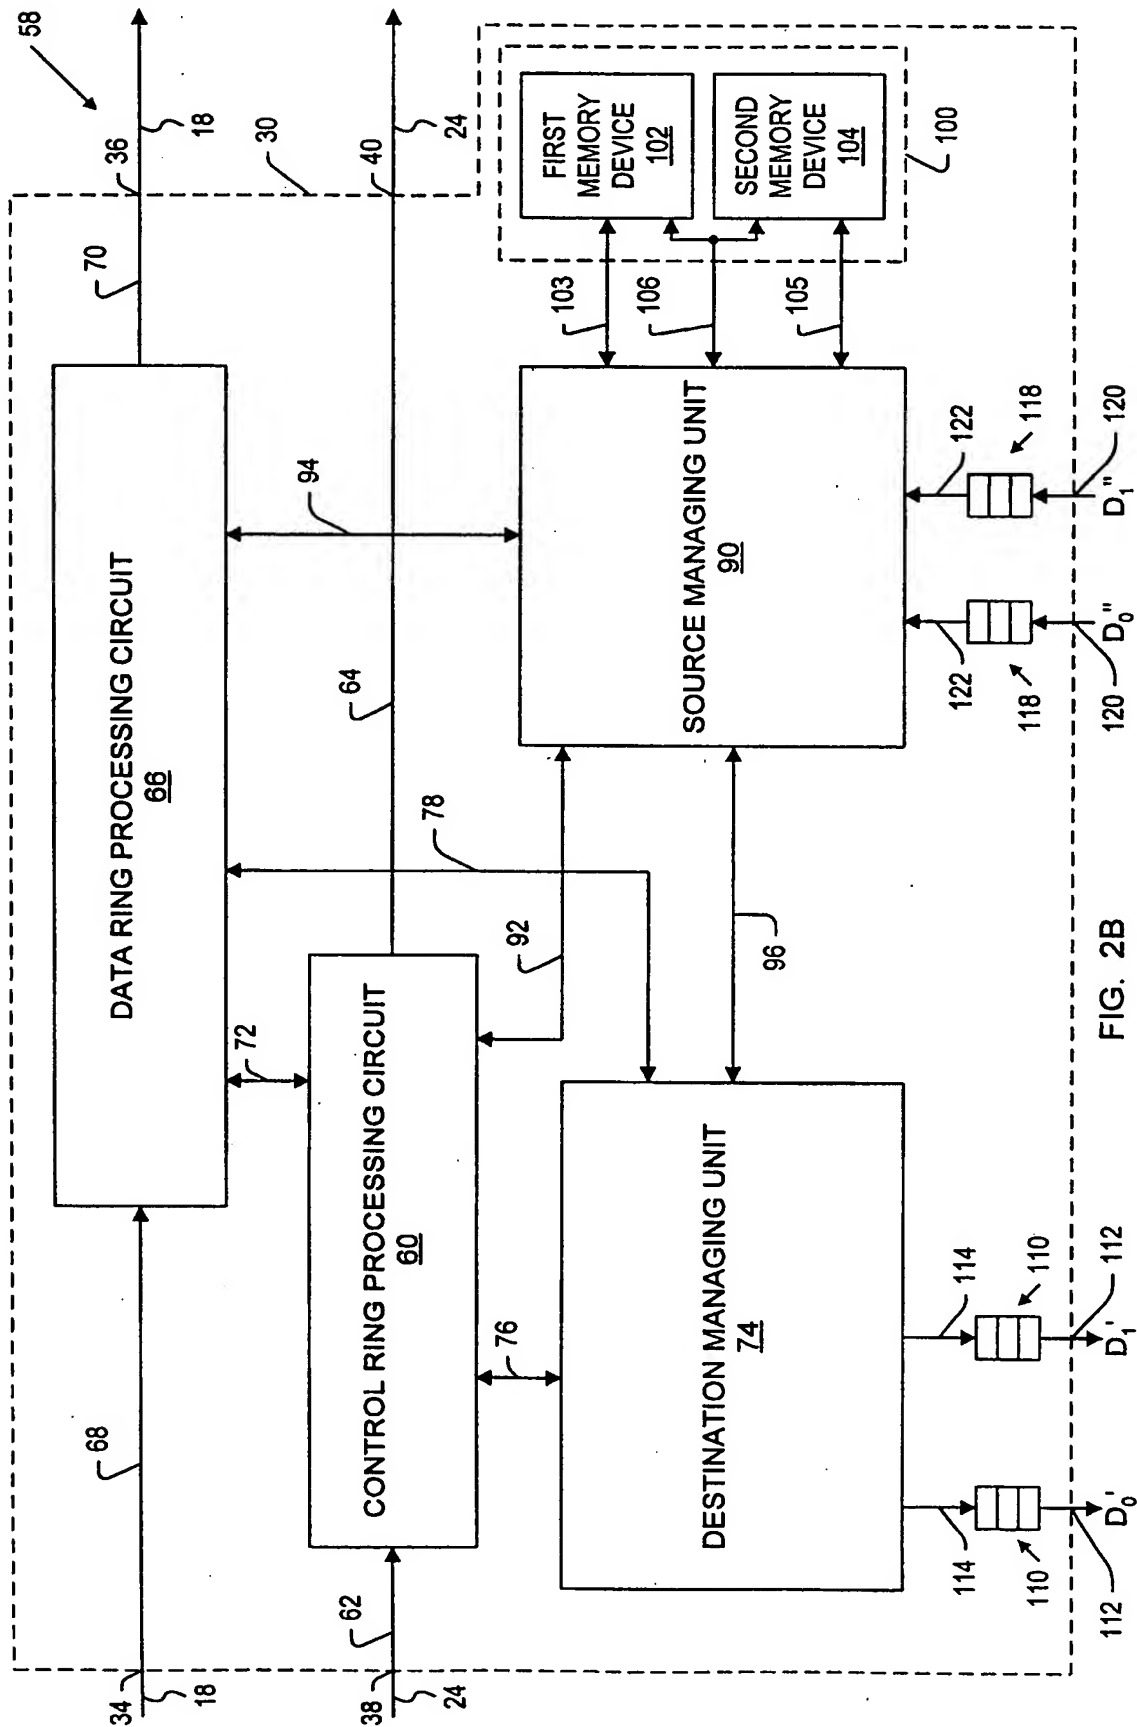 58
18
36
70
30
40
24
FIRST
MEMORY
DEVICE
102
SECOND
MEMORY
DEVICE
104
100
103
106
105
DATA RING PROCESSING CIRCUIT
66
94
64
SOURCE MANAGING UNIT
90
122
118
120
D1"
122
118
120
D0"
78
92
96
72
CONTROL RING PROCESSING CIRCUIT
60
76
DESTINATION MANAGING UNIT
74
114
110
112
D1'
114
110
112
D0'
68
62
34
18
38
24
FIG. 2B